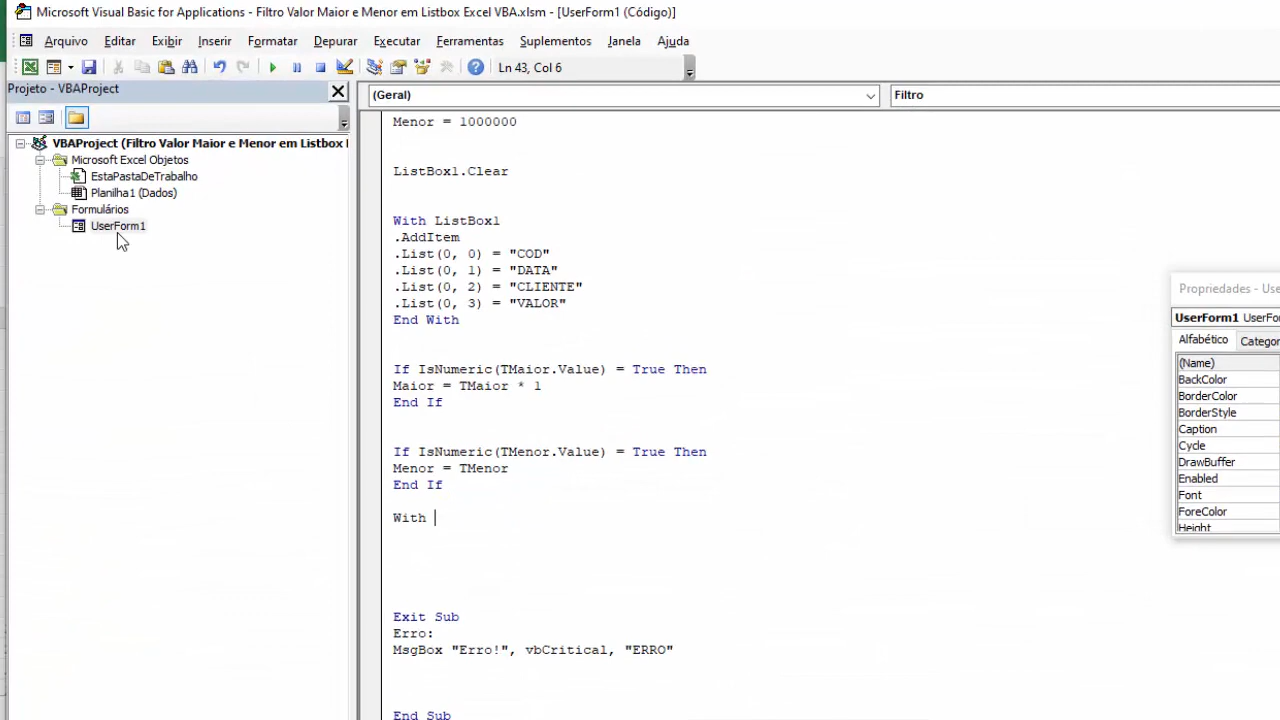 Microsoft Visual Basic for Applications - Filtro Valor Maior e Menor em Listbox Excel VBA.xlsm - [UserForm1 (Código)]
Arquivo Editar Exibir Inserir Formatar Depurar Executar Ferramentas Suplementos Janela Ajuda
Ln 43, Col 6
Projeto - VBAProject
VBAProject (Filtro Valor Maior e Menor em Listbox
Microsoft Excel Objetos
EstaPastaDeTrabalho
Planilha1 (Dados)
Formulários
UserForm1
(Geral) Filtro
Menor = 1000000
ListBox1.Clear
With ListBox1
.AddItem
.List(0, 0) = "COD"
.List(0, 1) = "DATA"
.List(0, 2) = "CLIENTE"
.List(0, 3) = "VALOR"
End With
If IsNumeric(TMaior.Value) = True Then
Maior = TMaior * 1
End If
If IsNumeric(TMenor.Value) = True Then
Menor = TMenor
End If
With
Exit Sub
Erro:
MsgBox "Erro!", vbCritical, "ERRO"
End Sub
Propriedades - Use
UserForm1 UserFo
Alfabético Categor
(Name)
BackColor
BorderColor
BorderStyle
Caption
Cycle
DrawBuffer
Enabled
Font
ForeColor
Height